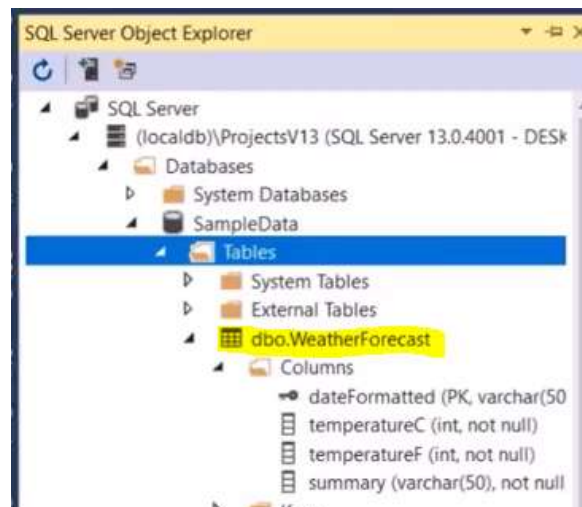 SQL Server Object Explorer
SQL Server
(localdb)\ProjectsV13 (SQL Server 13.0.4001 - DESK
Databases
System Databases
SampleData
Tables
System Tables
External Tables
dbo.WeatherForecast
Columns
dateFormatted (PK, varchar(50
temperatureC (int, not null)
temperatureF (int, not null)
summary (varchar(50), not null